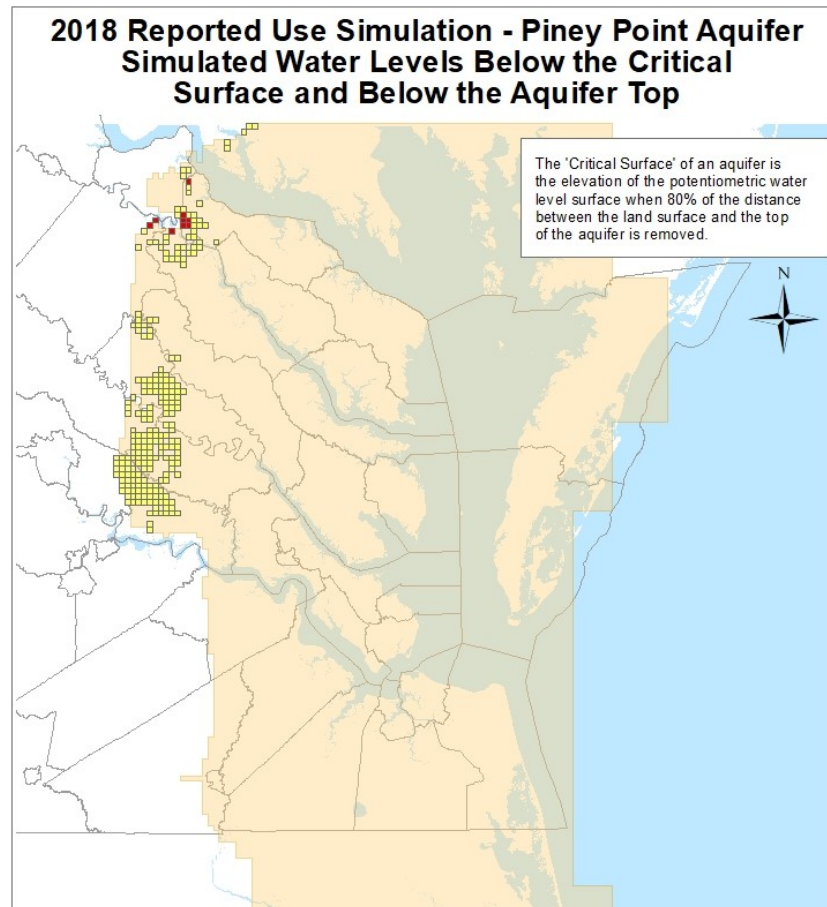 2018 Reported Use Simulation - Piney Point Aquifer
Simulated Water Levels Below the Critical
Surface and Below the Aquifer Top
The 'Critical Surface' of an aquifer is
the elevation of the potentiometric water
level surface when 80% of the distance
between the land surface and the top
of the aquifer is removed.
N